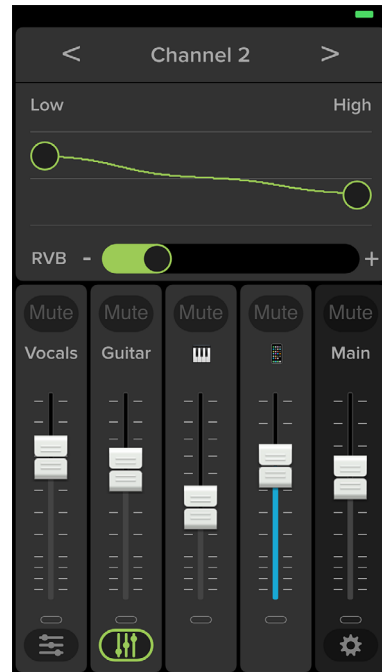 < Channel 2 >
Low High
RVB - +
Mute Mute Mute Mute Mute
Vocals Guitar 🎹 📱 Main